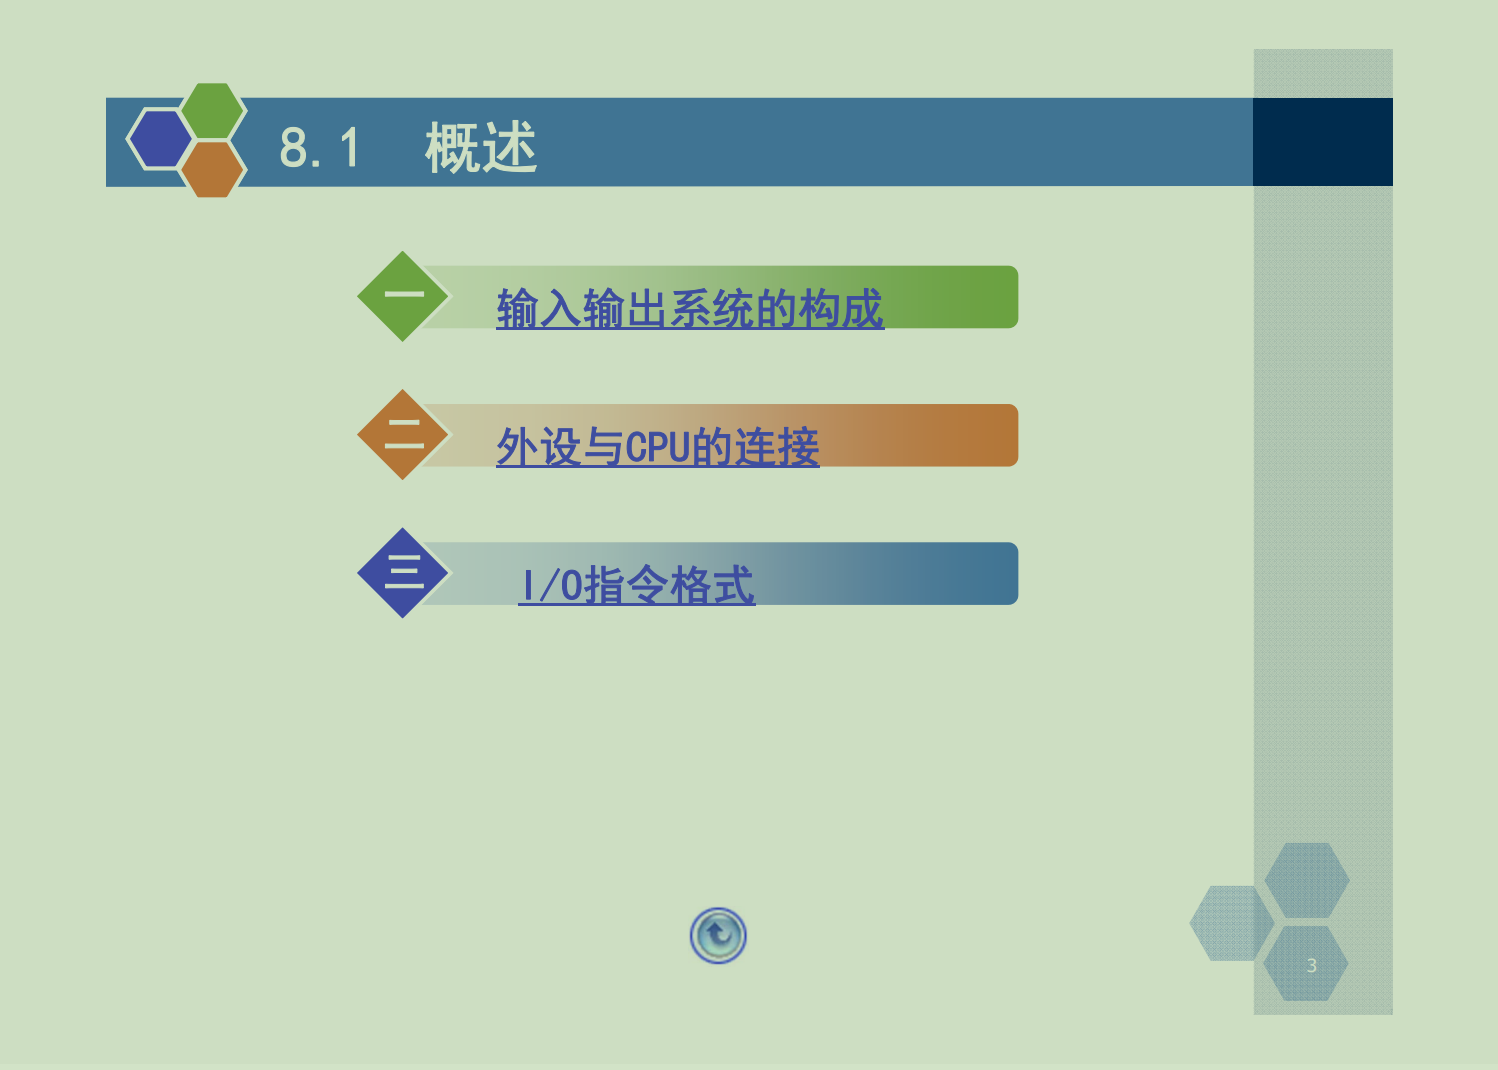 8.1 概述
一 输入输出系统的构成
二 外设与CPU的连接
三 I/O指令格式
3